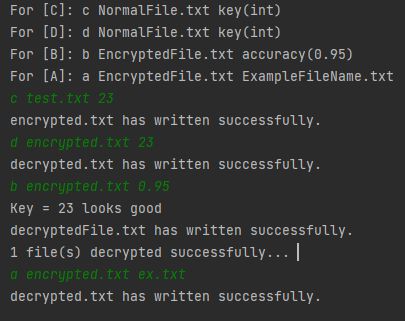 For [C]: c NormalFile.txt key(int)
For [D]: d NormalFile.txt key(int)
For [B]: b EncryptedFile.txt accuracy(0.95)
For [A]: a EncryptedFile.txt ExampleFileName.txt
c test.txt 23
encrypted.txt has written successfully.
d encrypted.txt 23
decrypted.txt has written successfully.
b encrypted.txt 0.95
Key = 23 looks good
decryptedFile.txt has written successfully.
1 file(s) decrypted successfully...
a encrypted.txt ex.txt
decrypted.txt has written successfully.